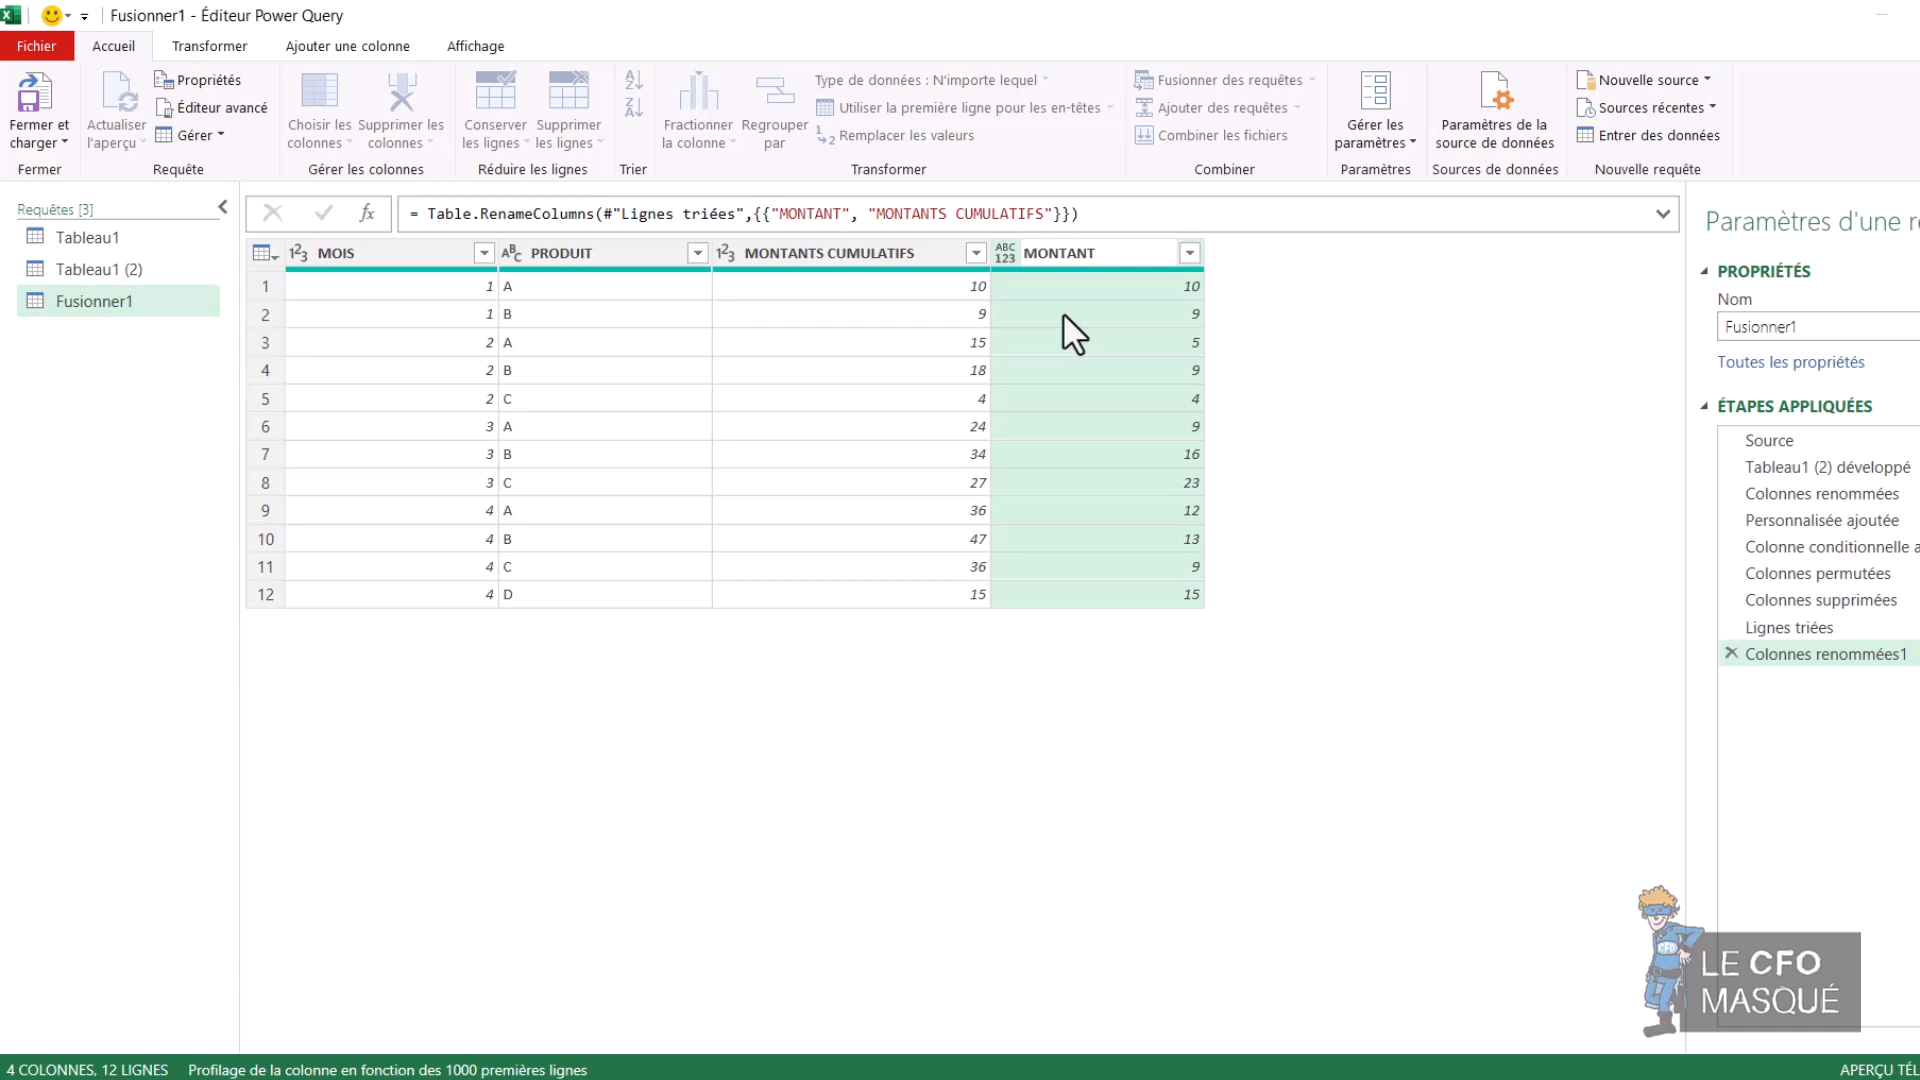 Fusionner1 - Éditeur Power Query
Fichier Accueil Transformer Ajouter une colonne Affichage
Fermer et charger
Fermer
Actualiser l'aperçu
Propriétés
Éditeur avancé
Gérer
Requête
Choisir les colonnes
Supprimer les colonnes
Gérer les colonnes
Conserver les lignes
Supprimer les lignes
Réduire les lignes
Trier
Fractionner la colonne
Regrouper par
Type de données : N'importe lequel
Utiliser la première ligne pour les en-têtes
Remplacer les valeurs
Transformer
Fusionner des requêtes
Ajouter des requêtes
Combiner les fichiers
Combiner
Gérer les paramètres
Paramètres
Paramètres de la source de données
Sources de données
Nouvelle source
Sources récentes
Entrer des données
Nouvelle requête
Requêtes [3]
Tableau1
Tableau1 (2)
Fusionner1
fx
= Table.RenameColumns(#"Lignes triées",{{"MONTANT", "MONTANTS CUMULATIFS"}})
MOIS PRODUIT MONTANTS CUMULATIFS MONTANT
1 1 A 10 10
2 1 B 9 9
3 2 A 15 5
4 2 B 18 9
5 2 C 4 4
6 3 A 24 9
7 3 B 34 16
8 3 C 27 23
9 4 A 36 12
10 4 B 47 13
11 4 C 36 9
12 4 D 15 15
Paramètres d'une r
PROPRIÉTÉS
Nom
Fusionner1
Toutes les propriétés
ÉTAPES APPLIQUÉES
Source
Tableau1 (2) développé
Colonnes renommées
Personnalisée ajoutée
Colonne conditionnelle a
Colonnes permutées
Colonnes supprimées
Lignes triées
Colonnes renommées1
CFO
LE CFO
MASQUÉ
4 COLONNES, 12 LIGNES Profilage de la colonne en fonction des 1000 premières lignes
APERÇU TÉL